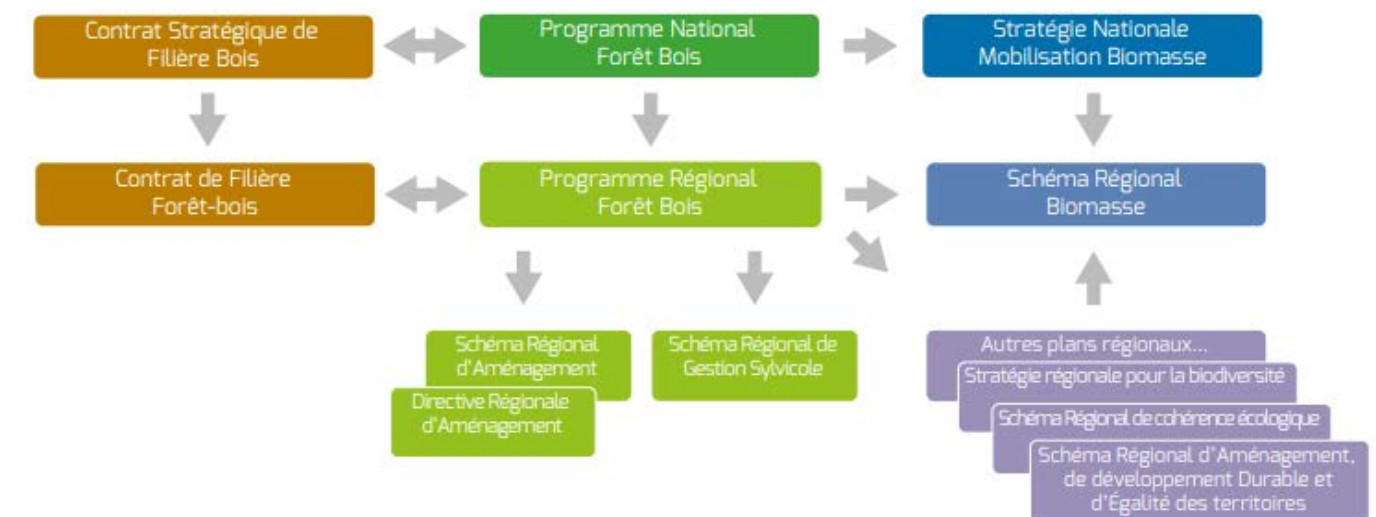 Contrat Stratégique de
Filière Bois
Programme National
Forêt Bois
Stratégie Nationale
Mobilisation Biomasse
Contrat de Filière
Forêt-bois
Programme Régional
Forêt Bois
Schéma Régional
Biomasse
Schéma Régional
d'Aménagement
Directive Régionale
d'Aménagement
Schéma Régional de
Gestion Sylvicole
Autres plans régionaux...
Stratégie régionale pour la biodiversité
Schéma Régional de cohérence écologique
Schéma Régional d'Aménagement,
de développement Durable et
d'Égalité des territoires